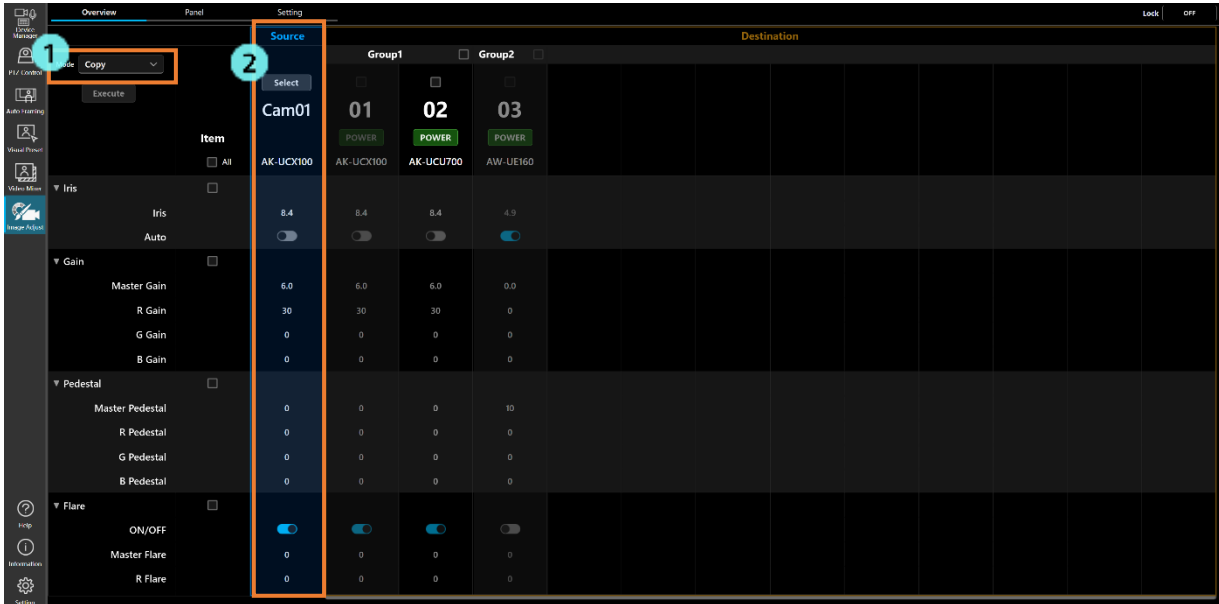 Overview Panel Setting Lock OFF
Device Manager
PTZ Control
Auto Framing
Visual Preset
Video Mixer
Image Adjust
Help
Information
Setting
1
Mode Copy
Execute
2
Source Destination
Group1 Group2
Select
Cam01 01 02 03
Item POWER POWER POWER
All AK-UCX100 AK-UCX100 AK-UCU700 AW-UE160
▼ Iris
Iris 8.4 8.4 8.4 4.9
Auto
▼ Gain
Master Gain 6.0 6.0 6.0 0.0
R Gain 30 30 30 0
G Gain 0 0 0 0
B Gain 0 0 0 0
▼ Pedestal
Master Pedestal 0 0 0 10
R Pedestal 0 0 0 0
G Pedestal 0 0 0 0
B Pedestal 0 0 0 0
▼ Flare
ON/OFF
Master Flare 0 0 0 0
R Flare 0 0 0 0